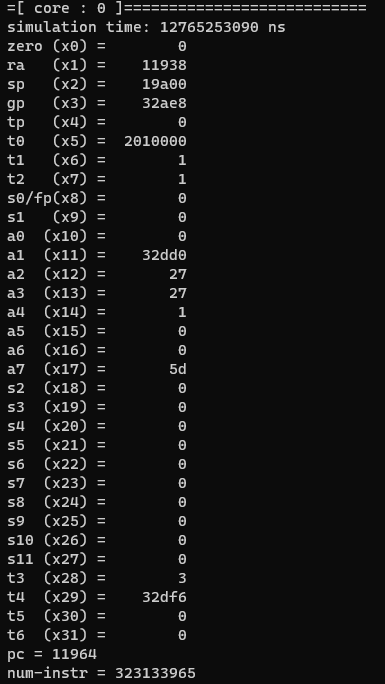 =[ core : 0 ]===========================
simulation time: 12765253090 ns
zero (x0) =        0
ra   (x1) =    11938
sp   (x2) =    19a00
gp   (x3) =    32ae8
tp   (x4) =        0
t0   (x5) =  2010000
t1   (x6) =        1
t2   (x7) =        1
s0/fp(x8) =        0
s1   (x9) =        0
a0  (x10) =        0
a1  (x11) =    32dd0
a2  (x12) =       27
a3  (x13) =       27
a4  (x14) =        1
a5  (x15) =        0
a6  (x16) =        0
a7  (x17) =       5d
s2  (x18) =        0
s3  (x19) =        0
s4  (x20) =        0
s5  (x21) =        0
s6  (x22) =        0
s7  (x23) =        0
s8  (x24) =        0
s9  (x25) =        0
s10 (x26) =        0
s11 (x27) =        0
t3  (x28) =        3
t4  (x29) =    32df6
t5  (x30) =        0
t6  (x31) =        0
pc = 11964
num-instr = 323133965